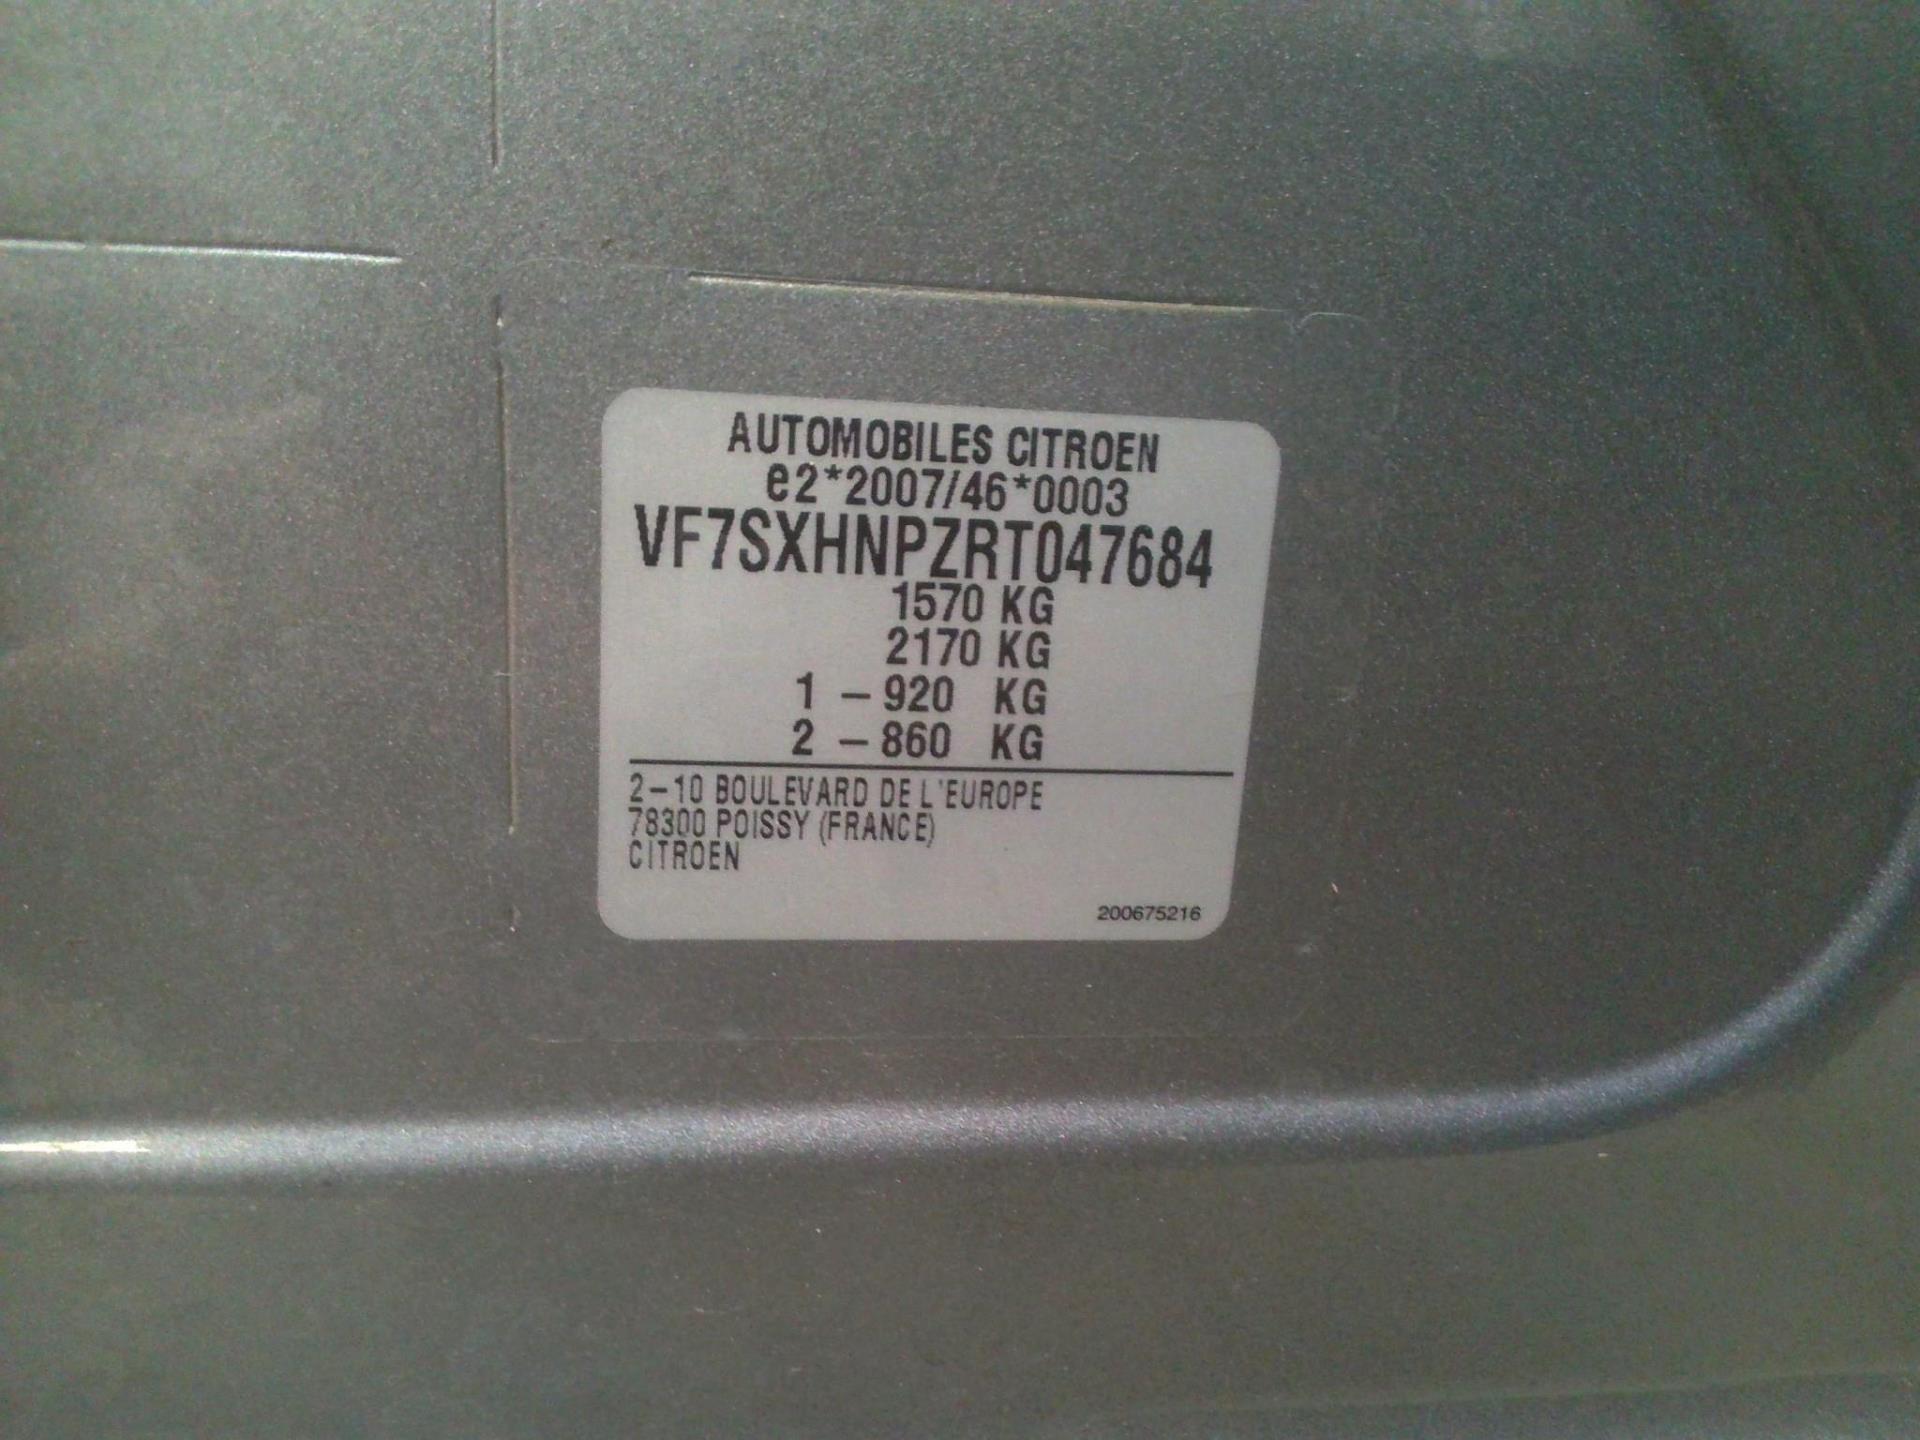 AUTOMOBILES CITROEN
e2*2007/46*0003
VF7SXHNPZRT047684
1570 KG
2170 KG
1 - 920 KG
2 - 860 KG
2-10 BOULEVARD DE L'EUROPE
78300 POISSY (FRANCE)
CITROEN
200675216